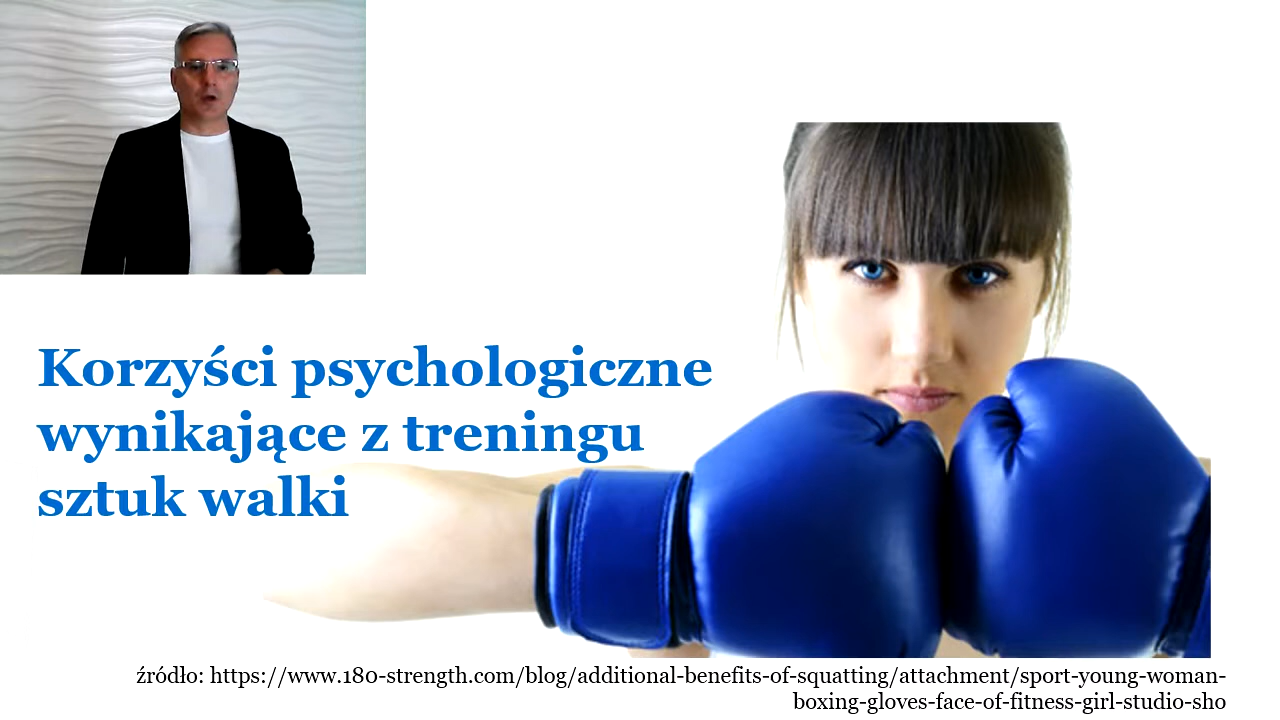 Korzyści psychologiczne
wynikające z treningu
sztuk walki
źródło: https://www.180-strength.com/blog/additional-benefits-of-squatting/attachment/sport-young-woman-
boxing-gloves-face-of-fitness-girl-studio-sho